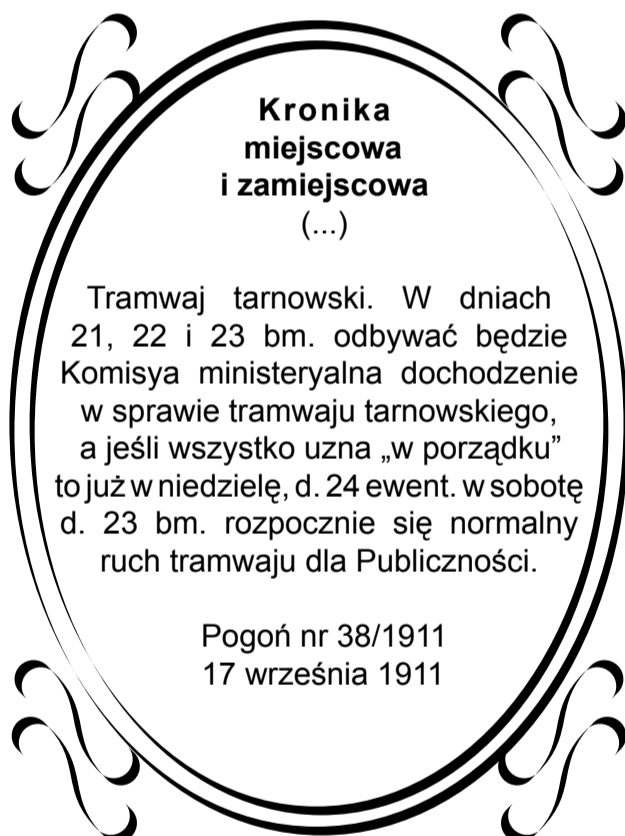 Kronika
miejscowa
i zamiejscowa
(...)
Tramwaj tarnowski. W dniach
21, 22 i 23 bm. odbywać będzie
Komisya ministeryalna dochodzenie
w sprawie tramwaju tarnowskiego,
a jeśli wszystko uzna „w porządku”
to już w niedzielę, d. 24 ewent. w sobotę
d. 23 bm. rozpocznie się normalny
ruch tramwaju dla Publiczności.
Pogoń nr 38/1911
17 września 1911